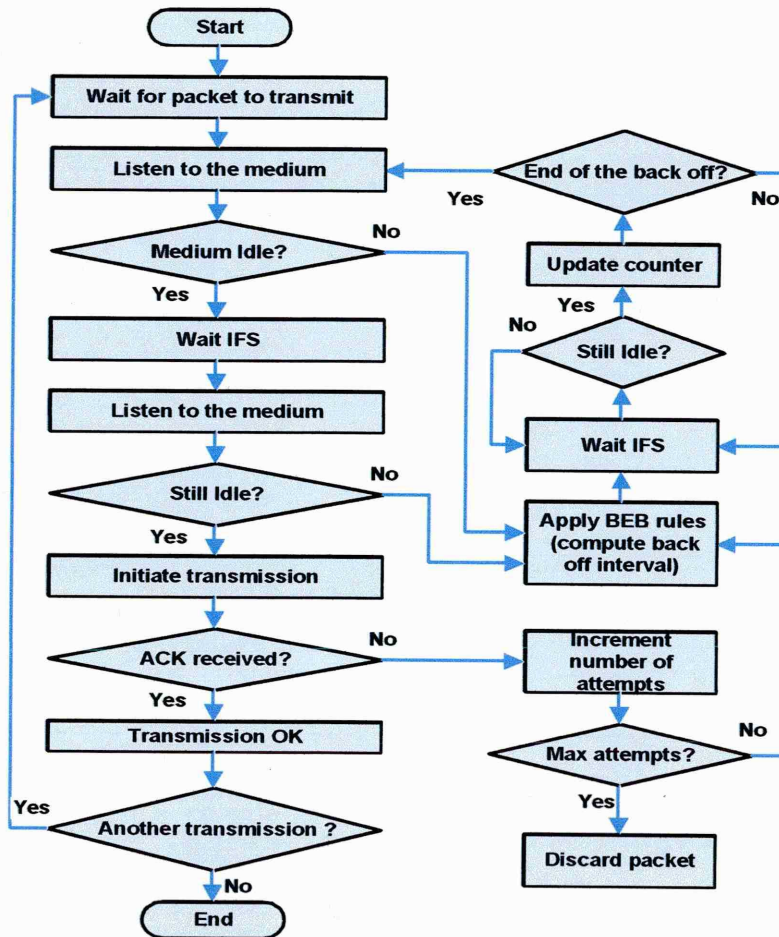 Start
Wait for packet to transmit
Listen to the medium
Medium Idle?
No
Yes
Wait IFS
Listen to the medium
Still Idle?
No
Yes
Initiate transmission
ACK received?
No
Yes
Transmission OK
Another transmission ?
Yes
No
End
End of the back off?
Yes
No
Update counter
Yes
No
Still Idle?
Wait IFS
Apply BEB rules
(compute back
off interval)
Increment
number of
attempts
Max attempts?
No
Yes
Discard packet